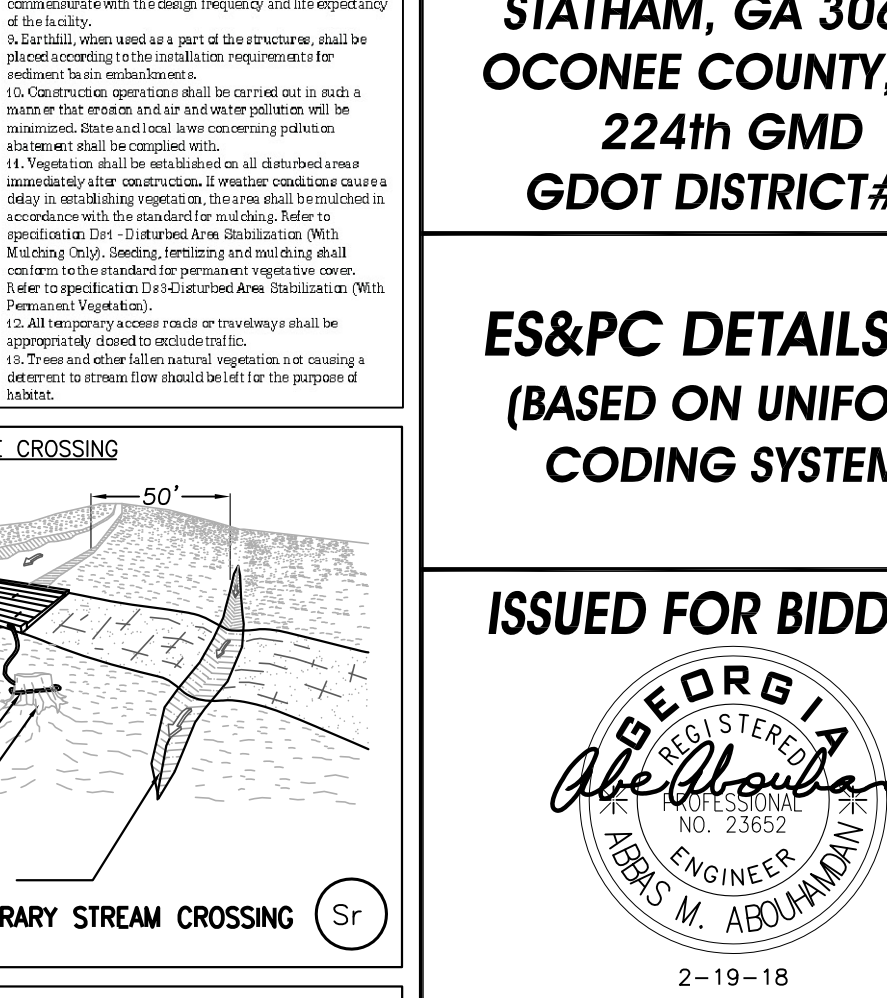 commensurate with the design frequency and life expectancy
of the facility.
9. Earthfill, when used as a part of the structures, shall be
placed according to the installation requirements for
sediment basin embankments.
10. Construction operations shall be carried out in such a
manner that erosion and air and water pollution will be
minimized. State and local laws concerning pollution
abatement shall be complied with.
11. Vegetation shall be established on all disturbed areas
immediately after construction. If weather conditions cause a
delay in establishing vegetation, the area shall be mulched in
accordance with the standard for mulching. Refer to
specification Ds1 - Disturbed Area Stabilization (With
Mulching Only). Seeding, fertilizing and mulching shall
conform to the standard for permanent vegetative cover.
Refer to specification Ds3-Disturbed Area Stabilization (With
Permanent Vegetation).
12. All temporary access roads or travelways shall be
appropriately closed to exclude traffic.
13. Trees and other fallen natural vegetation not causing a
deterrent to stream flow should be left for the purpose of
habitat.
CROSSING
50'
RARY STREAM CROSSING
Sr
STATHAM, GA 306
OCONEE COUNTY,
224th GMD
GDOT DISTRICT#
ES&PC DETAILS
(BASED ON UNIFO
CODING SYSTEM
ISSUED FOR BIDD
GEORGIA
REGISTERED
Abe Abouha
PROFESSIONAL
NO. 23652
ENGINEER
ABBAS M. ABOUHAMDAN
2-19-18